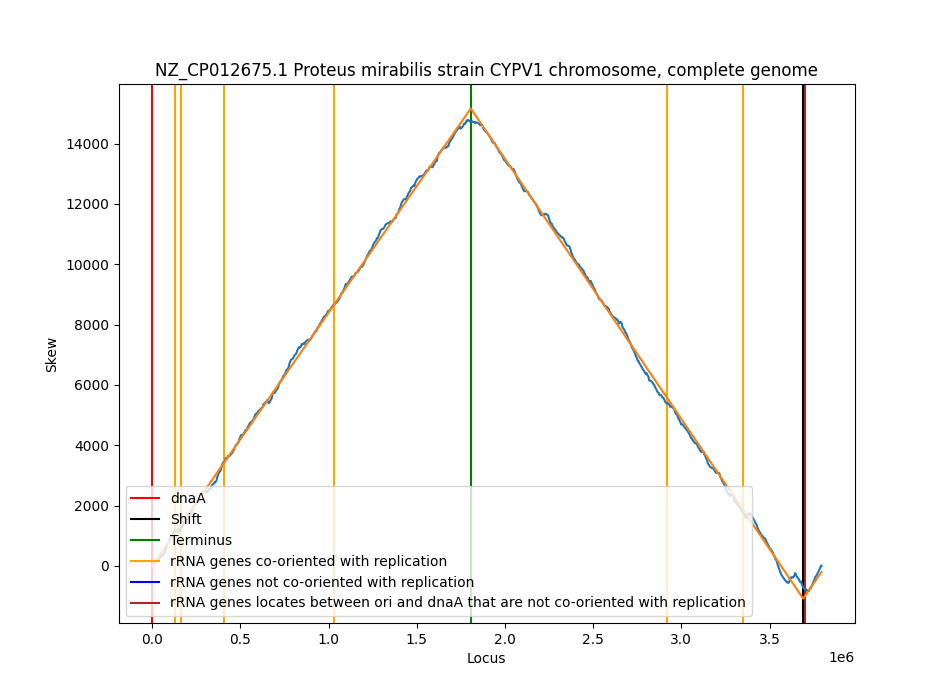 NZ_CP012675.1 Proteus mirabilis strain CYPV1 chromosome, complete genome
Skew
14000
12000
10000
8000
6000
4000
2000
0
dnaA
Shift
Terminus
rRNA genes co-oriented with replication
rRNA genes not co-oriented with replication
rRNA genes locates between ori and dnaA that are not co-oriented with replication
0.0 0.5 1.0 1.5 2.0 2.5 3.0 3.5
Locus
1e6